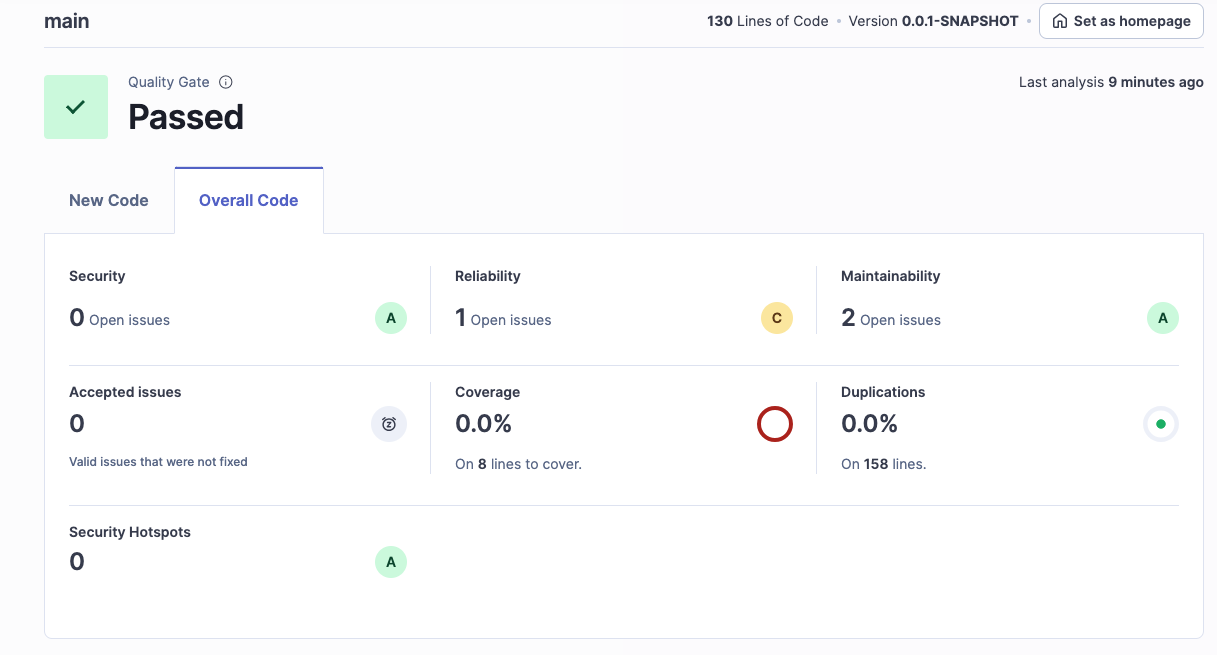 main
130 Lines of Code • Version 0.0.1-SNAPSHOT • Set as homepage
Quality Gate
Last analysis 9 minutes ago
Passed
New Code
Overall Code
Security
0 Open issues
A
Reliability
1 Open issues
C
Maintainability
2 Open issues
A
Accepted issues
0
Valid issues that were not fixed
Coverage
0.0%
On 8 lines to cover.
Duplications
0.0%
On 158 lines.
Security Hotspots
0
A